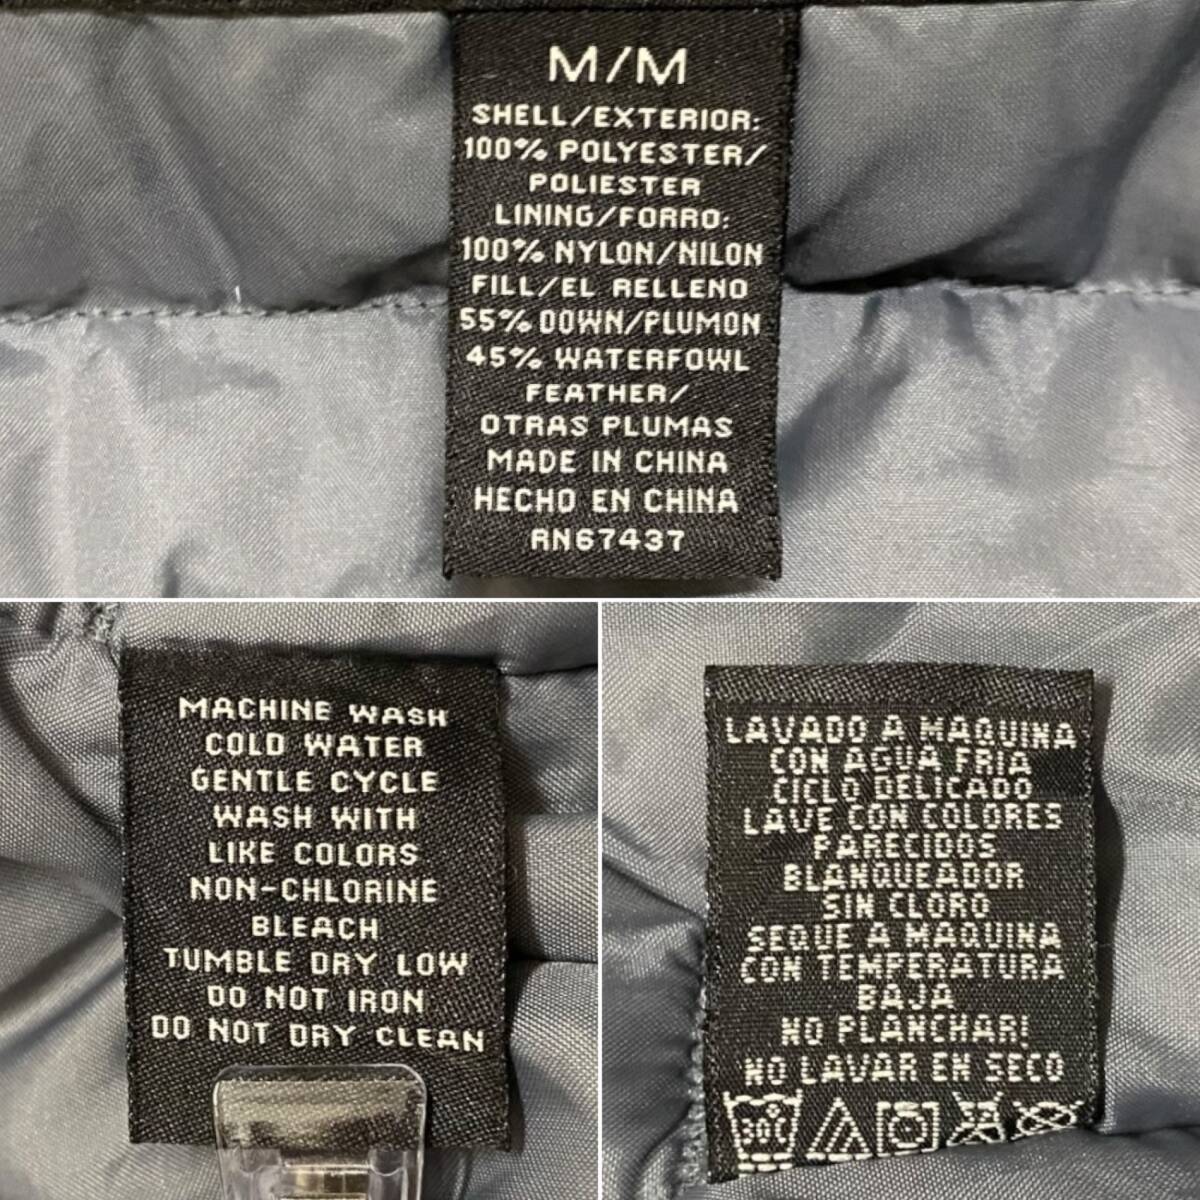 M/M
SHELL/EXTERIOR:
100% POLYESTER/
POLIESTER
LINING/FORRO:
100% NYLON/NILON
FILL/EL RELLENO
55% DOWN/PLUMON
45% WATERFOWL
FEATHER/
OTRAS PLUMAS
MADE IN CHINA
HECHO EN CHINA
RN67437
MACHINE WASH
COLD WATER
GENTLE CYCLE
WASH WITH
LIKE COLORS
NON-CHLORINE
BLEACH
TUMBLE DRY LOW
DO NOT IRON
DO NOT DRY CLEAN
LAVADO A MAQUINA
CON AGUA FRIA
CICLO DELICADO
LAVE CON COLORES
PARECIDOS
BLANQUEADOR
SIN CLORO
SEQUE A MAQUINA
CON TEMPERATURA
BAJA
NO PLANCHAR!
NO LAVAR EN SECO
30C